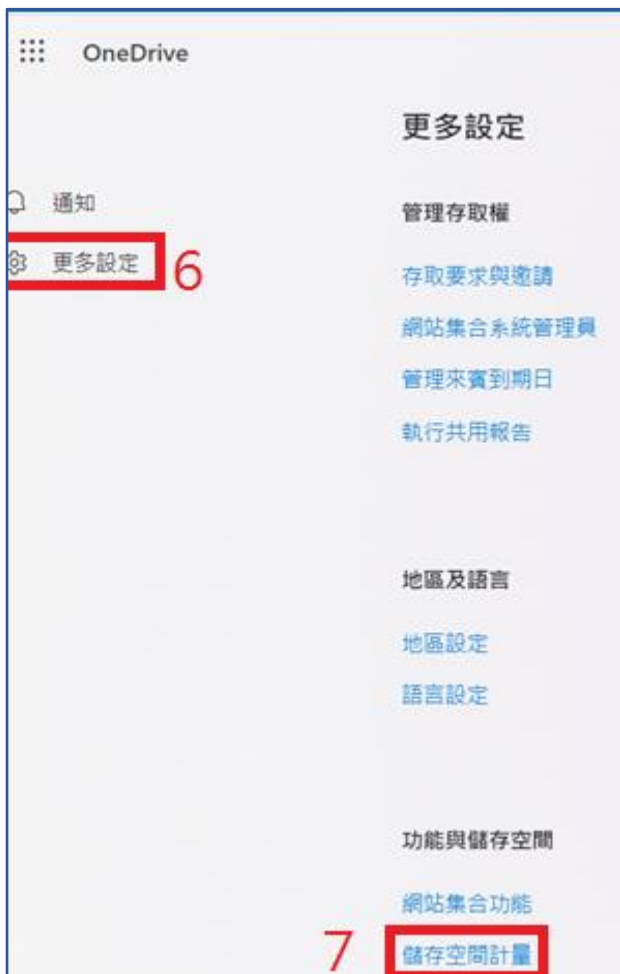 OneDrive
更多設定
通知
管理存取權
更多設定
6
存取要求與邀請
網站集合系統管理員
管理來賓到期日
執行共用報告
地區及語言
地區設定
語言設定
功能與儲存空間
網站集合功能
7
儲存空間計量